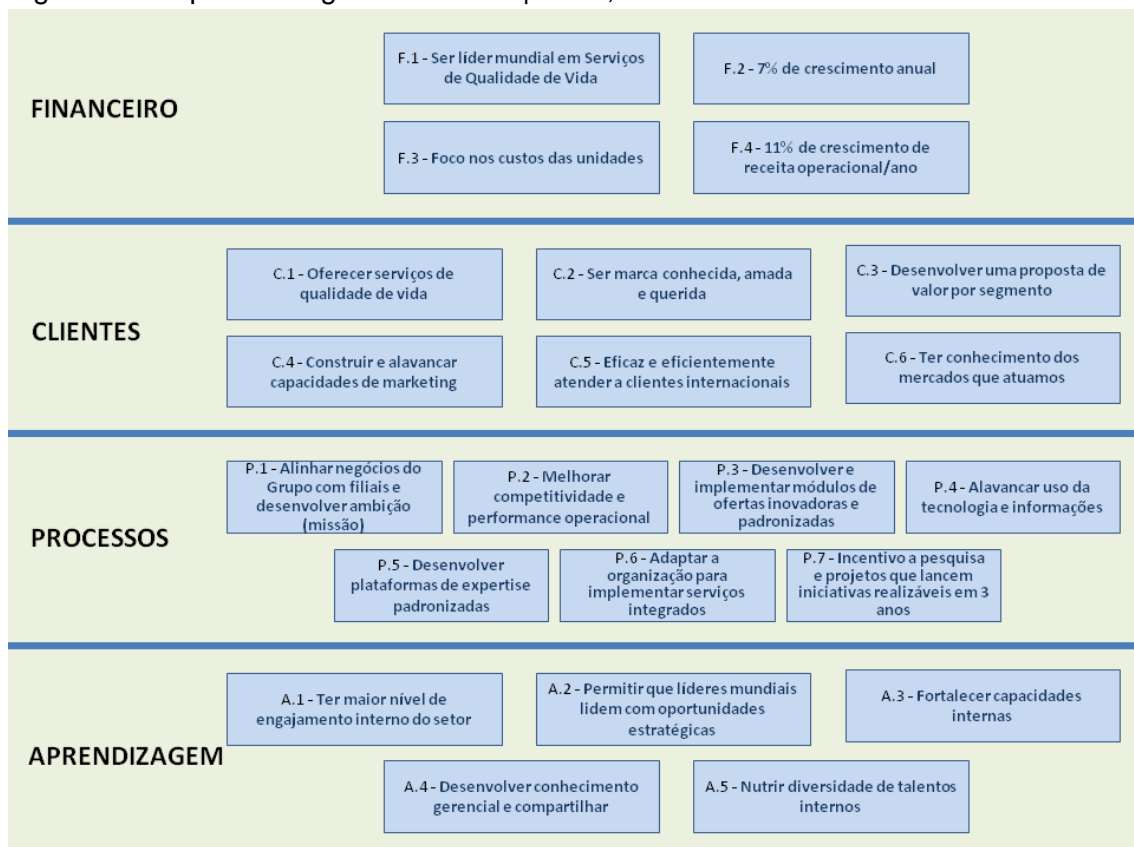 FINANCEIRO
F.1 - Ser líder mundial em Serviços
de Qualidade de Vida
F.2 - 7% de crescimento anual
F.3 - Foco nos custos das unidades
F.4 - 11% de crescimento de
receita operacional/ano
CLIENTES
C.1 - Oferecer serviços de
qualidade de vida
C.2 - Ser marca conhecida, amada
e querida
C.3 - Desenvolver uma proposta de
valor por segmento
C.4 - Construir e alavancar
capacidades de marketing
C.5 - Eficaz e eficientemente
atender a clientes internacionais
C.6 - Ter conhecimento dos
mercados que atuamos
PROCESSOS
P.1 - Alinhar negócios do
Grupo com filiais e
desenvolver ambição
(missão)
P.2 - Melhorar
competitividade e
performance operacional
P.3 - Desenvolver e
implementar módulos de
ofertas inovadoras e
padronizadas
P.4 - Alavancar uso da
tecnologia e informações
P.5 - Desenvolver
plataformas de expertise
padronizadas
P.6 - Adaptar a
organização para
implementar serviços
integrados
P.7 - Incentivo a pesquisa
e projetos que lancem
iniciativas realizáveis em 3
anos
APRENDIZAGEM
A.1 - Ter maior nível de
engajamento interno do setor
A.2 - Permitir que líderes mundiais
lidem com oportunidades
estratégicas
A.3 - Fortalecer capacidades
internas
A.4 - Desenvolver conhecimento
gerencial e compartilhar
A.5 - Nutrir diversidade de talentos
internos